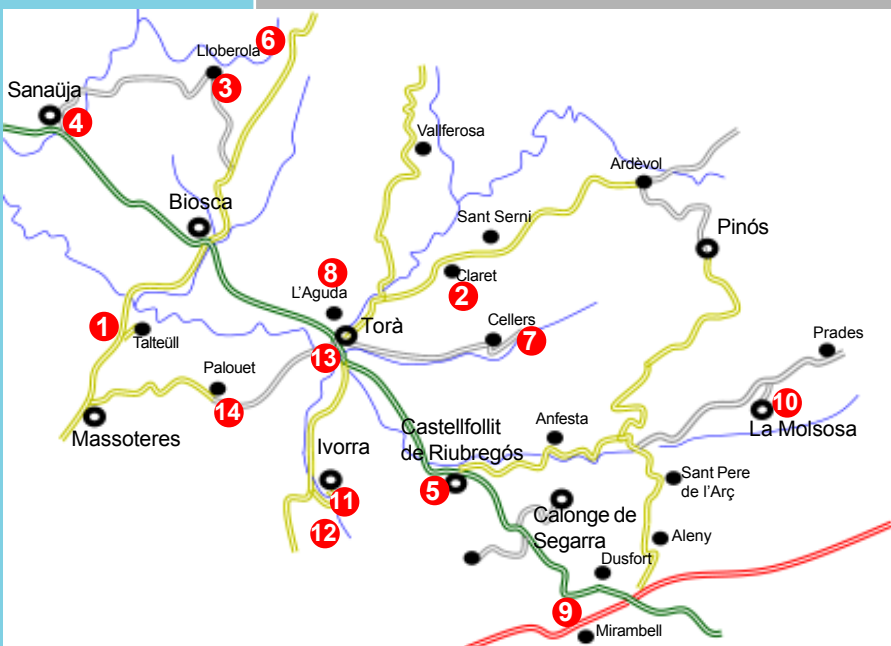 6
Lloberola
Sanaüja
3
4
Vallferosa
Ardèvol
Biosca
Sant Serni
Pinós
8
Claret
L'Aguda
2
1
Torà
Cellers
7
Talteüll
13
Prades
Palouet
14
10
Massoteres
Castellfollit
de Riubregós
Anfesta
La Molsosa
Ivorra
5
Sant Pere
de l'Arç
11
Calonge de
Segarra
12
Aleny
Dusfort
9
Mirambell